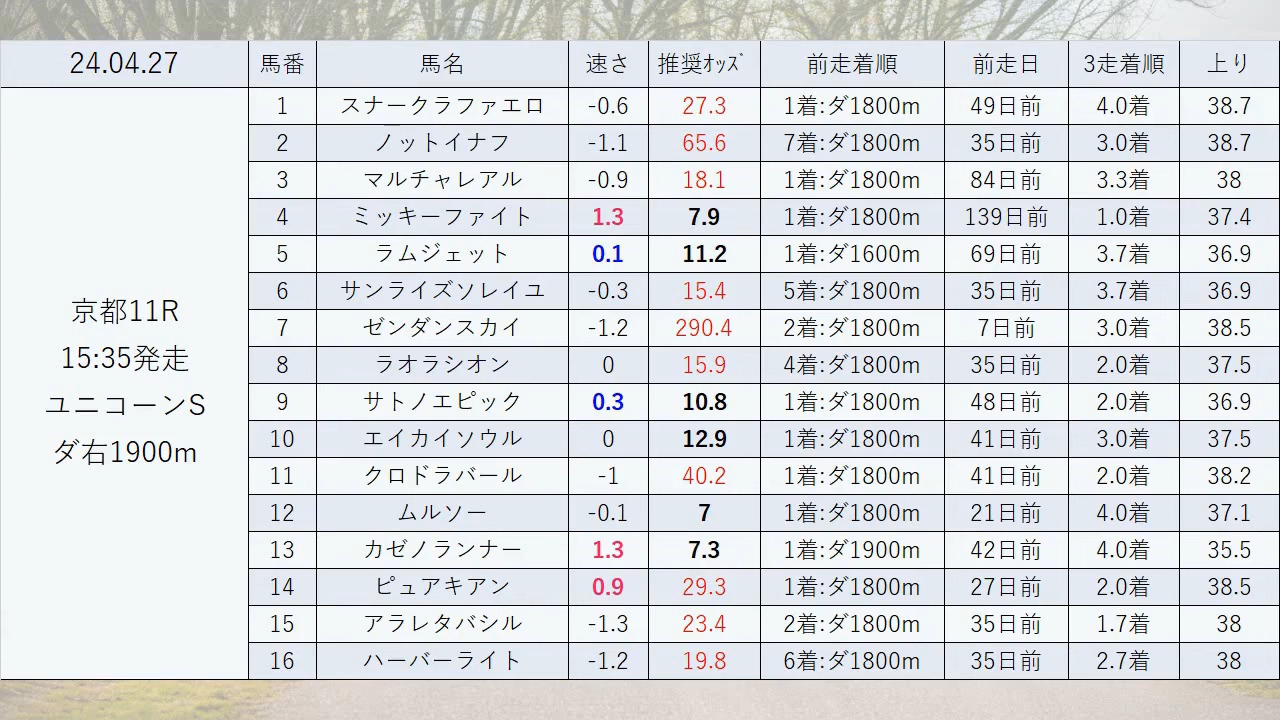 24.04.27 馬番 馬名 速さ 推奨ｵｯｽﾞ 前走着順 前走日 3走着順 上り
京都11R
15:35発走
ユニコーンS
ダ右1900m
1 スナークラファエロ -0.6 27.3 1着:ダ1800m 49日前 4.0着 38.7
2 ノットイナフ -1.1 65.6 7着:ダ1800m 35日前 3.0着 38.7
3 マルチャレアル -0.9 18.1 1着:ダ1800m 84日前 3.3着 38
4 ミッキーファイト 1.3 7.9 1着:ダ1800m 139日前 1.0着 37.4
5 ラムジェット 0.1 11.2 1着:ダ1600m 69日前 3.7着 36.9
6 サンライズソレイユ -0.3 15.4 5着:ダ1800m 35日前 3.7着 36.9
7 ゼンダンスカイ -1.2 290.4 2着:ダ1800m 7日前 3.0着 38.5
8 ラオラシオン 0 15.9 4着:ダ1800m 35日前 2.0着 37.5
9 サトノエピック 0.3 10.8 1着:ダ1800m 48日前 2.0着 36.9
10 エイカイソウル 0 12.9 1着:ダ1800m 41日前 3.0着 37.5
11 クロドラバール -1 40.2 1着:ダ1800m 41日前 2.0着 38.2
12 ムルソー -0.1 7 1着:ダ1800m 21日前 4.0着 37.1
13 カゼノランナー 1.3 7.3 1着:ダ1900m 42日前 4.0着 35.5
14 ピュアキアン 0.9 29.3 1着:ダ1800m 27日前 2.0着 38.5
15 アラレタバシル -1.3 23.4 2着:ダ1800m 35日前 1.7着 38
16 ハーバーライト -1.2 19.8 6着:ダ1800m 35日前 2.7着 38